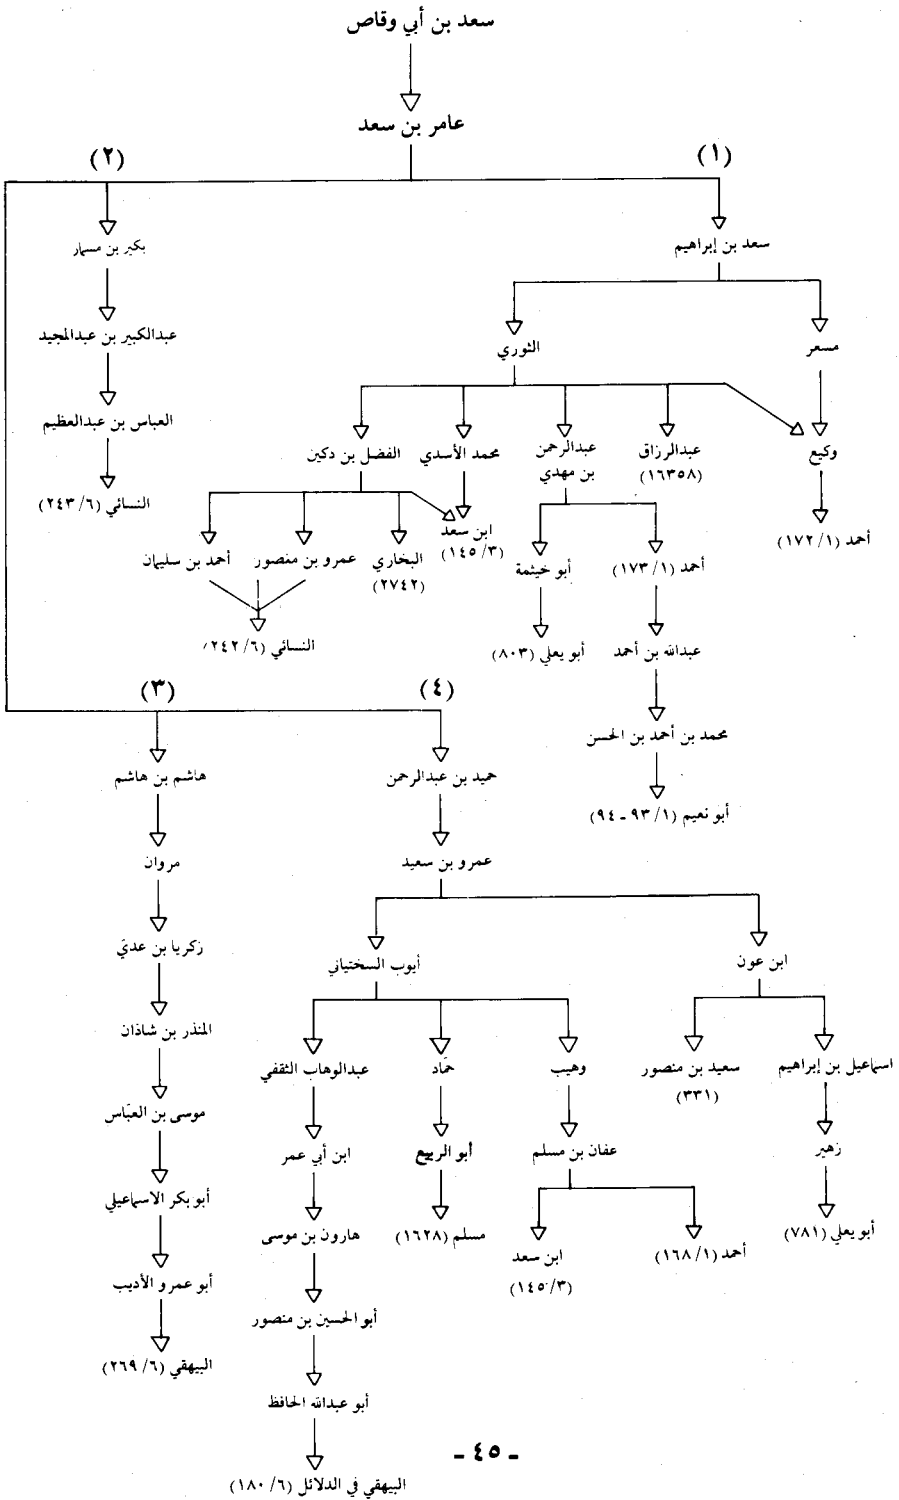 سعد بن أبي وقاص
عامر بن سعد
(١)
(٢)
سعد بن إبراهيم
بكير بن مسمار
مسعر
الثوري
عبدالكبير بن عبدالمجيد
وكيع
عبدالرزاق
(١٦٣٥٨)
عبدالرحمن
بن مهدي
محمد الأسدي
الفضل بن دكين
العباس بن عبدالعظيم
النسائي (٢٤٣/٦)
أحمد (١٧٢/١)
ابن سعد
(١٤٥/٣)
أحمد (١٧٣/١)
أبو خيثمة
البخاري
(٢٧٤٢)
عمرو بن منصور
أحمد بن سليمان
عبدالله بن أحمد
أبو يعلي (٨٠٣)
النسائي (٢٤٢/٦)
(٤)
(٣)
محمد بن أحمد بن الحسن
حميد بن عبدالرحمن
هاشم بن هاشم
أبو نعيم (٩٣/١ - ٩٤)
عمرو بن سعيد
مروان
ابن عون
أيوب السختياني
زكريا بن عديّ
المنذر بن شاذان
اسماعيل بن إبراهيم
سعيد بن منصور
(٣٣١)
وهيب
حمّاد
عبدالوهاب الثقفي
موسى بن العبّاس
زهير
عفان بن مسلم
أبو الربيع
ابن أبي عمر
أبو بكر الاسماعيلي
أبو يعلي (٧٨١)
أحمد (١٦٨/١)
ابن سعد
(١٤٥/٣)
مسلم (١٦٢٨)
هارون بن موسى
أبو عمرو الأديب
أبو الحسين بن منصور
البيهقي (٢٦٩/٦)
أبو عبدالله الحافظ
البيهقي في الدلائل (١٨٠/٦)
- ٤٥ -